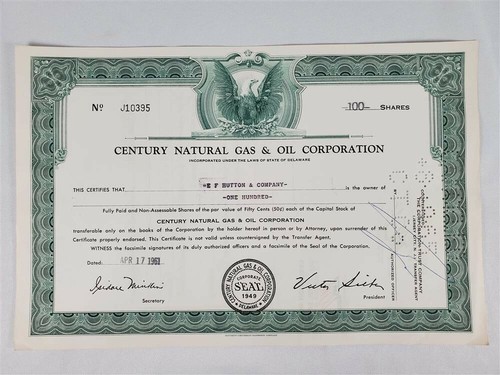 Nº J10395
-100- SHARES
CENTURY NATURAL GAS & OIL CORPORATION
INCORPORATED UNDER THE LAWS OF STATE OF DELAWARE
THIS CERTIFIES THAT E F HUTTON & COMPANY- is the owner of
-ONE HUNDRED-
Fully Paid and Non-Assessable Shares of the par value of Fifty Cents (50¢) each of the Capital Stock of
CENTURY NATURAL GAS & OIL CORPORATION
transferable only on the books of the Corporation by the holder hereof in person or by Attorney, upon surrender of this
Certificate properly endorsed. This Certificate is not valid unless countersigned by the Transfer Agent.
WITNESS the facsimile signatures of its duly authorized officers and a facsimile of the Seal of the Corporation.
Dated: APR 17 1961
Secretary
President
CENTURY NATURAL GAS & OIL CORPORATION
CORPORATE
SEAL
1949
DELAWARE